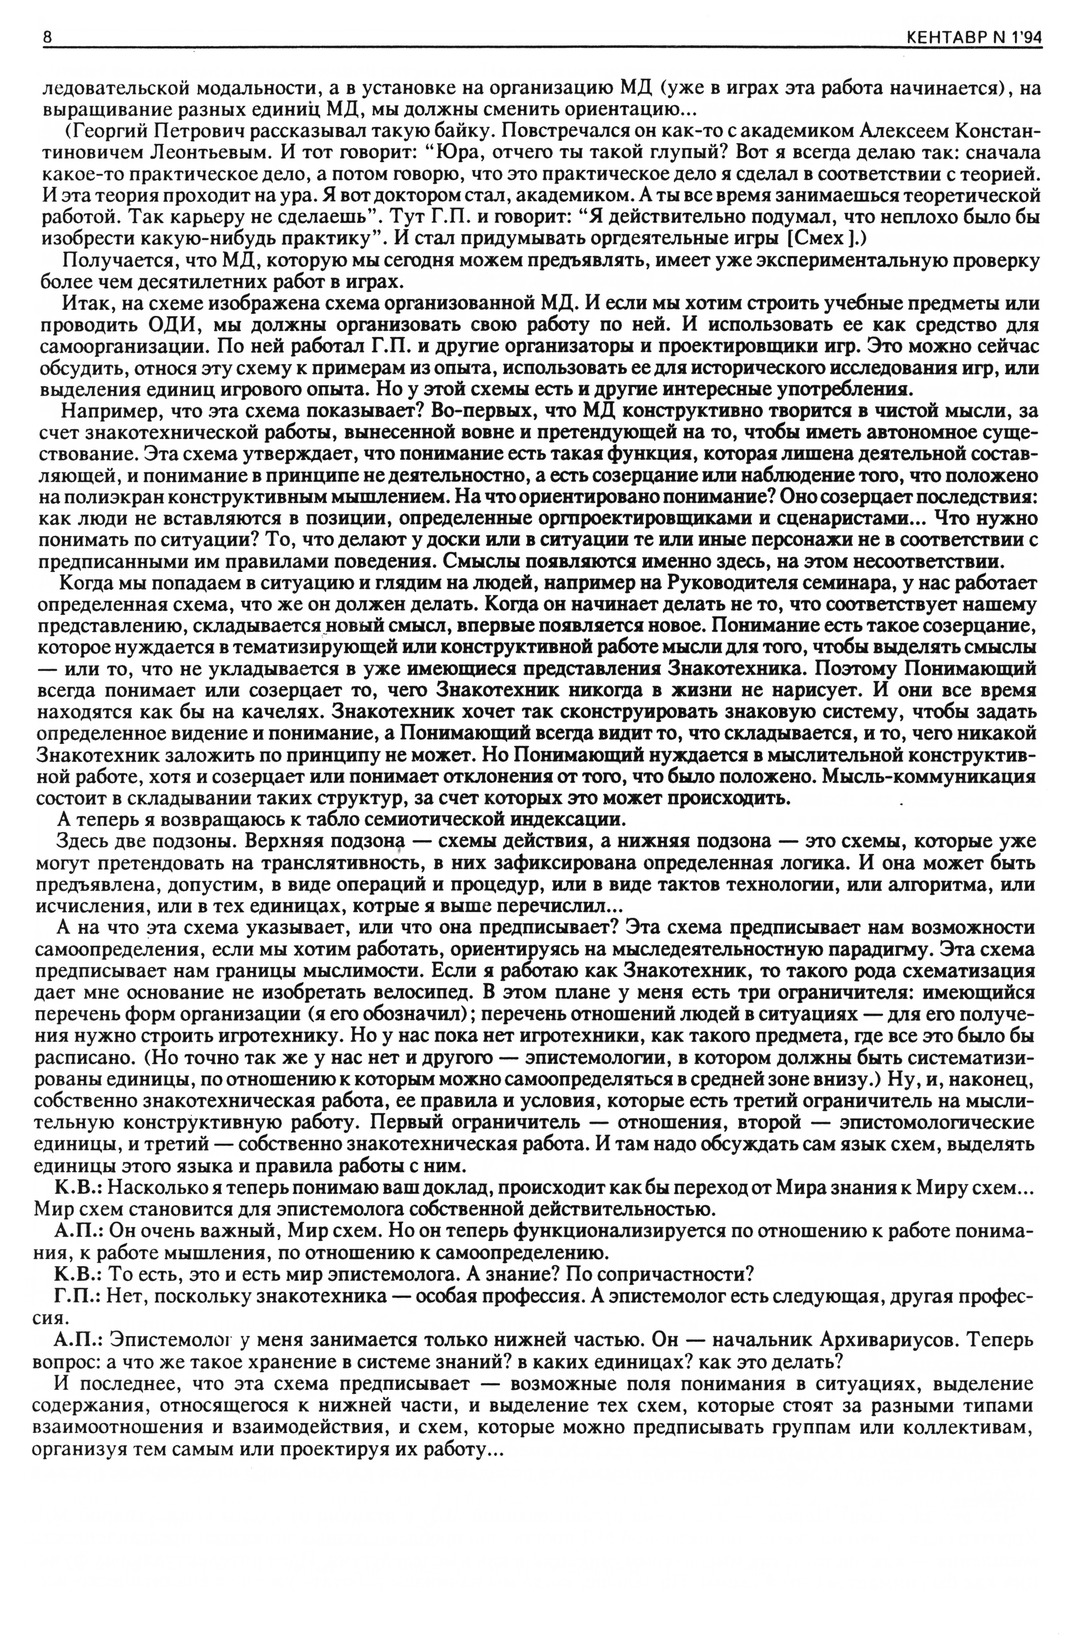 8 КЕНТАВР N 1'94
ледовательской модальности, а в установке на организацию МД (уже в играх эта работа начинается), на
выращивание разных единиц МД, мы должны сменить ориентацию...
(Георгий Петрович рассказывал такую байку. Повстречался он как-то с академиком Алексеем Констан-
тиновичем Леонтьевым. И тот говорит: “Юра, отчего ты такой глупый? Вот я всегда делаю так: сначала
какое-то практическое дело, а потом говорю, что это практическое дело я сделал в соответствии с теорией.
И эта теория проходит на ура. Я вот доктором стал, академиком. А ты все время занимаешься теоретической
работой. Так карьеру не сделаешь”. Тут Г.П. и говорит: “Я действительно подумал, что неплохо было бы
изобрести какую-нибудь практику”. И стал придумывать оргдеятельные игры [Смех ].)
Получается, что МД, которую мы сегодня можем предъявлять, имеет уже экспериментальную проверку
более чем десятилетних работ в играх.
Итак, на схеме изображена схема организованной МД. И если мы хотим строить учебные предметы или
проводить ОДИ, мы должны организовать свою работу по ней. И использовать ее как средство для
самоорганизации. По ней работал Г.П. и другие организаторы и проектировщики игр. Это можно сейчас
обсудить, относя эту схему к примерам из опыта, использовать ее для исторического исследования игр, или
выделения единиц игрового опыта. Но у этой схемы есть и другие интересные употребления.
Например, что эта схема показывает? Во-первых, что МД конструктивно творится в чистой мысли, за
счет знакотехнической работы, вынесенной вовне и претендующей на то, чтобы иметь автономное суще-
ствование. Эта схема утверждает, что понимание есть такая функция, которая лишена деятельной состав-
ляющей, и понимание в принципе не деятельностно, а есть созерцание или наблюдение того, что положено
на полиэкран конструктивным мышлением. На что ориентировано понимание? Оно созерцает последствия:
как люди не вставляются в позиции, определенные оргпроектировщиками и сценаристами... Что нужно
понимать по ситуации? То, что делают у доски или в ситуации те или иные персонажи не в соответствии с
предписанными им правилами поведения. Смыслы появляются именно здесь, на этом несоответствии.
Когда мы попадаем в ситуацию и глядим на людей, например на Руководителя семинара, у нас работает
определенная схема, что же он должен делать. Когда он начинает делать не то, что соответствует нашему
представлению, складывается новый смысл, впервые появляется новое. Понимание есть такое созерцание,
которое нуждается в тематизирующей или конструктивной работе мысли для того, чтобы выделять смыслы
— или то, что не укладывается в уже имеющиеся представления Знакотехника. Поэтому Понимающий
всегда понимает или созерцает то, чего Знакотехник никогда в жизни не нарисует. И они все время
находятся как бы на качелях. Знакотехник хочет так сконструировать знаковую систему, чтобы задать
определенное видение и понимание, а Понимающий всегда видит то, что складывается, и то, чего никакой
Знакотехник заложить по принципу не может. Но Понимающий нуждается в мыслительной конструктив-
ной работе, хотя и созерцает или понимает отклонения от того, что было положено. Мысль-коммуникация
состоит в складывании таких структур, за счет которых это может происходить.
А теперь я возвращаюсь к табло семиотической индексации.
Здесь две подзоны. Верхняя подзона — схемы действия, а нижняя подзона — это схемы, которые уже
могут претендовать на транслятивность, в них зафиксирована определенная логика. И она может быть
предъявлена, допустим, в виде операций и процедур, или в виде тактов технологии, или алгоритма, или
исчисления, или в тех единицах, котрые я выше перечислил...
А на что эта схема указывает, или что она предписывает? Эта схема предписывает нам возможности
самоопределения, если мы хотим работать, ориентируясь на мыследеятельностную парадигму. Эта схема
предписывает нам границы мыслимости. Если я работаю как Знакотехник, то такого рода схематизация
дает мне основание не изобретать велосипед. В этом плане у меня есть три ограничителя: имеющийся
перечень форм организации (я его обозначил) ; перечень отношений людей в ситуациях — для его получе-
ния нужно строить игротехнику. Но у нас пока нет игротехники, как такого предмета, где все это было бы
расписано. (Но точно так же у нас нет и другого — эпистемологии, в котором должны быть систематизи-
рованы единицы, по отношению к которым можно самоопределяться в средней зоне внизу.) Ну, и, наконец,
собственно знакотехническая работа, ее правила и условия, которые есть третий ограничитель на мысли-
тельную конструктивную работу. Первый ограничитель — отношения, второй — эпистомологические
единицы, и третий — собственно знакотехническая работа. И там надо обсуждать сам язык схем, выделять
единицы этого языка и правила работы с ним.
К.В.: Насколько я теперь понимаю ваш доклад, происходит как бы переход от Мира знания к Миру схем...
Мир схем становится для эпистемолога собственной действительностью.
А.П.: Он очень важный, Мир схем. Но он теперь функционализируется по отношению к работе понима-
ния, к работе мышления, по отношению к самоопределению.
К.В.: То есть, это и есть мир эпистемолога. А знание? По сопричастности?
Г.П.: Нет, поскольку знакотехника — особая профессия. А эпистемолог есть следующая, другая профес-
сия.
А.П.: Эпистемолог у меня занимается только нижней частью. Он — начальник Архивариусов. Теперь
вопрос: а что же такое хранение в системе знаний? в каких единицах? как это делать?
И последнее, что эта схема предписывает — возможные поля понимания в ситуациях, выделение
содержания, относящегося к нижней части, и выделение тех схем, которые стоят за разными типами
взаимоотношения и взаимодействия, и схем, которые можно предписывать группам или коллективам,
организуя тем самым или проектируя их работу...